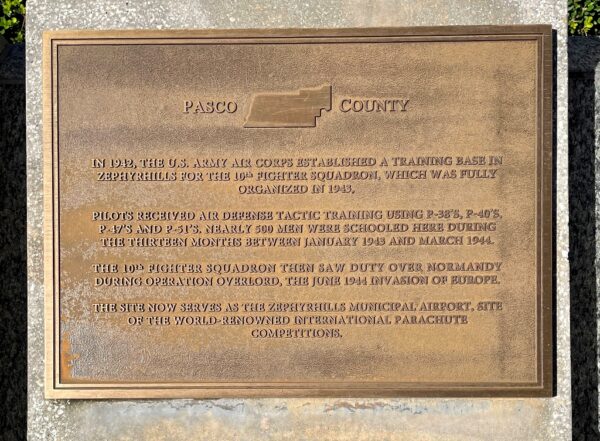 PASCO COUNTY
IN 1942, THE U.S. ARMY AIR CORPS ESTABLISHED A TRAINING BASE IN
ZEPHYRHILLS FOR THE 10th FIGHTER SQUADRON, WHICH WAS FULLY
ORGANIZED IN 1943.
PILOTS RECEIVED AIR DEFENSE TACTIC TRAINING USING P-38'S, P-40'S,
P-47'S AND P-51'S. NEARLY 500 MEN WERE SCHOOLED HERE DURING
THE THIRTEEN MONTHS BETWEEN JANUARY 1943 AND MARCH 1944.
THE 10th FIGHTER SQUADRON THEN SAW DUTY OVER NORMANDY
DURING OPERATION OVERLORD, THE JUNE 1944 INVASION OF EUROPE.
THE SITE NOW SERVES AS THE ZEPHYRHILLS MUNICIPAL AIRPORT, SITE
OF THE WORLD-RENOWNED INTERNATIONAL PARACHUTE
COMPETITIONS.